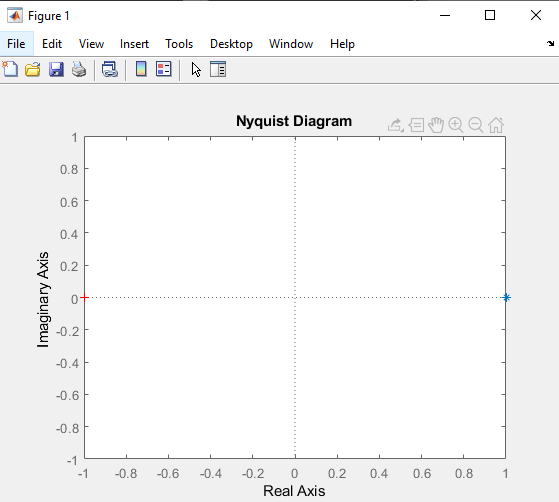 Figure 1
File Edit View Insert Tools Desktop Window Help
Nyquist Diagram
1
0.8
0.6
0.4
0.2
0
-0.2
-0.4
-0.6
-0.8
-1
Imaginary Axis
-1 -0.8 -0.6 -0.4 -0.2 0 0.2 0.4 0.6 0.8 1
Real Axis